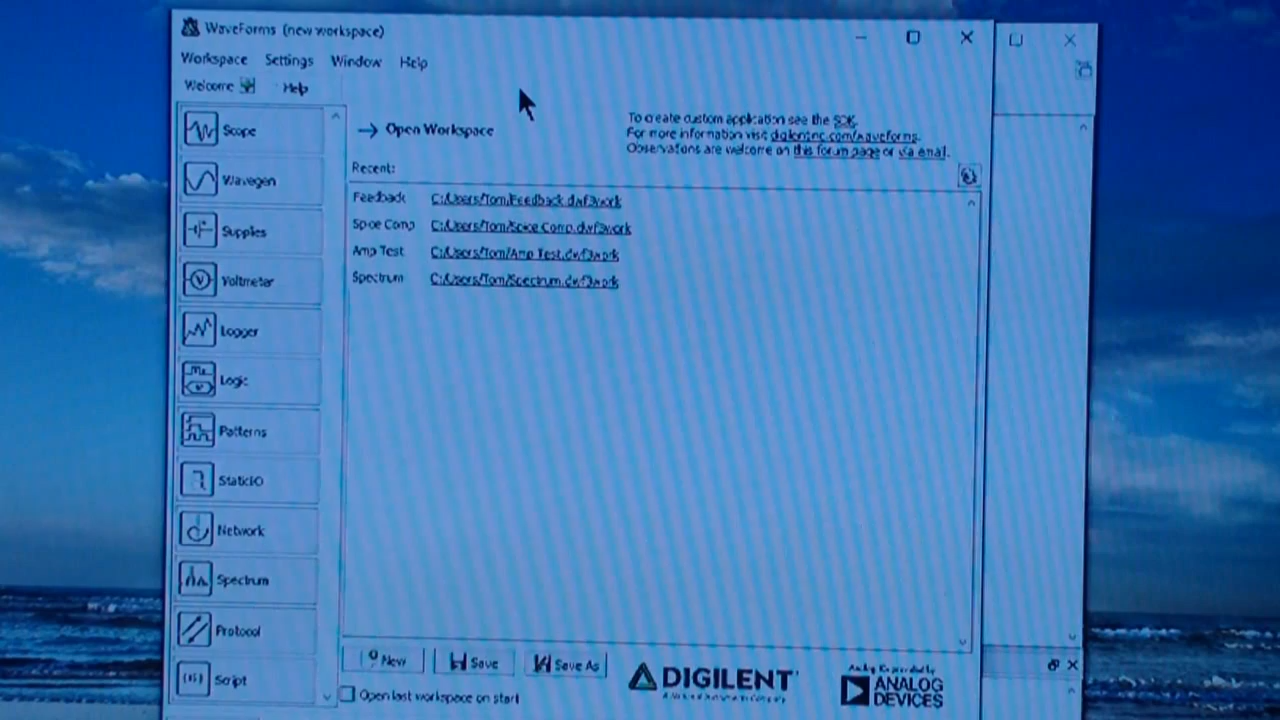 WaveForms (new workspace)
Workspace Settings Window Help
Welcome Help
Scope
Wavegen
Supplies
Voltmeter
Logger
Logic
Patterns
StaticIO
Network
Spectrum
Protocol
Script
Open Workspace
To create custom application see the SDK.
For more information visit digilentinc.com/waveforms.
Observations are welcome on this forum page or via email.
Recent:
Feedback C:/Users/Tom/Feedback.dwf3work
Spice Comp C:/Users/Tom/Spice Comp.dwf3work
Amp Test C:/Users/Tom/Amp Test.dwf3work
Spectrum C:/Users/Tom/Spectrum.dwf3work
New Save Save As
Open last workspace on start
DIGILENT
ANALOG
DEVICES